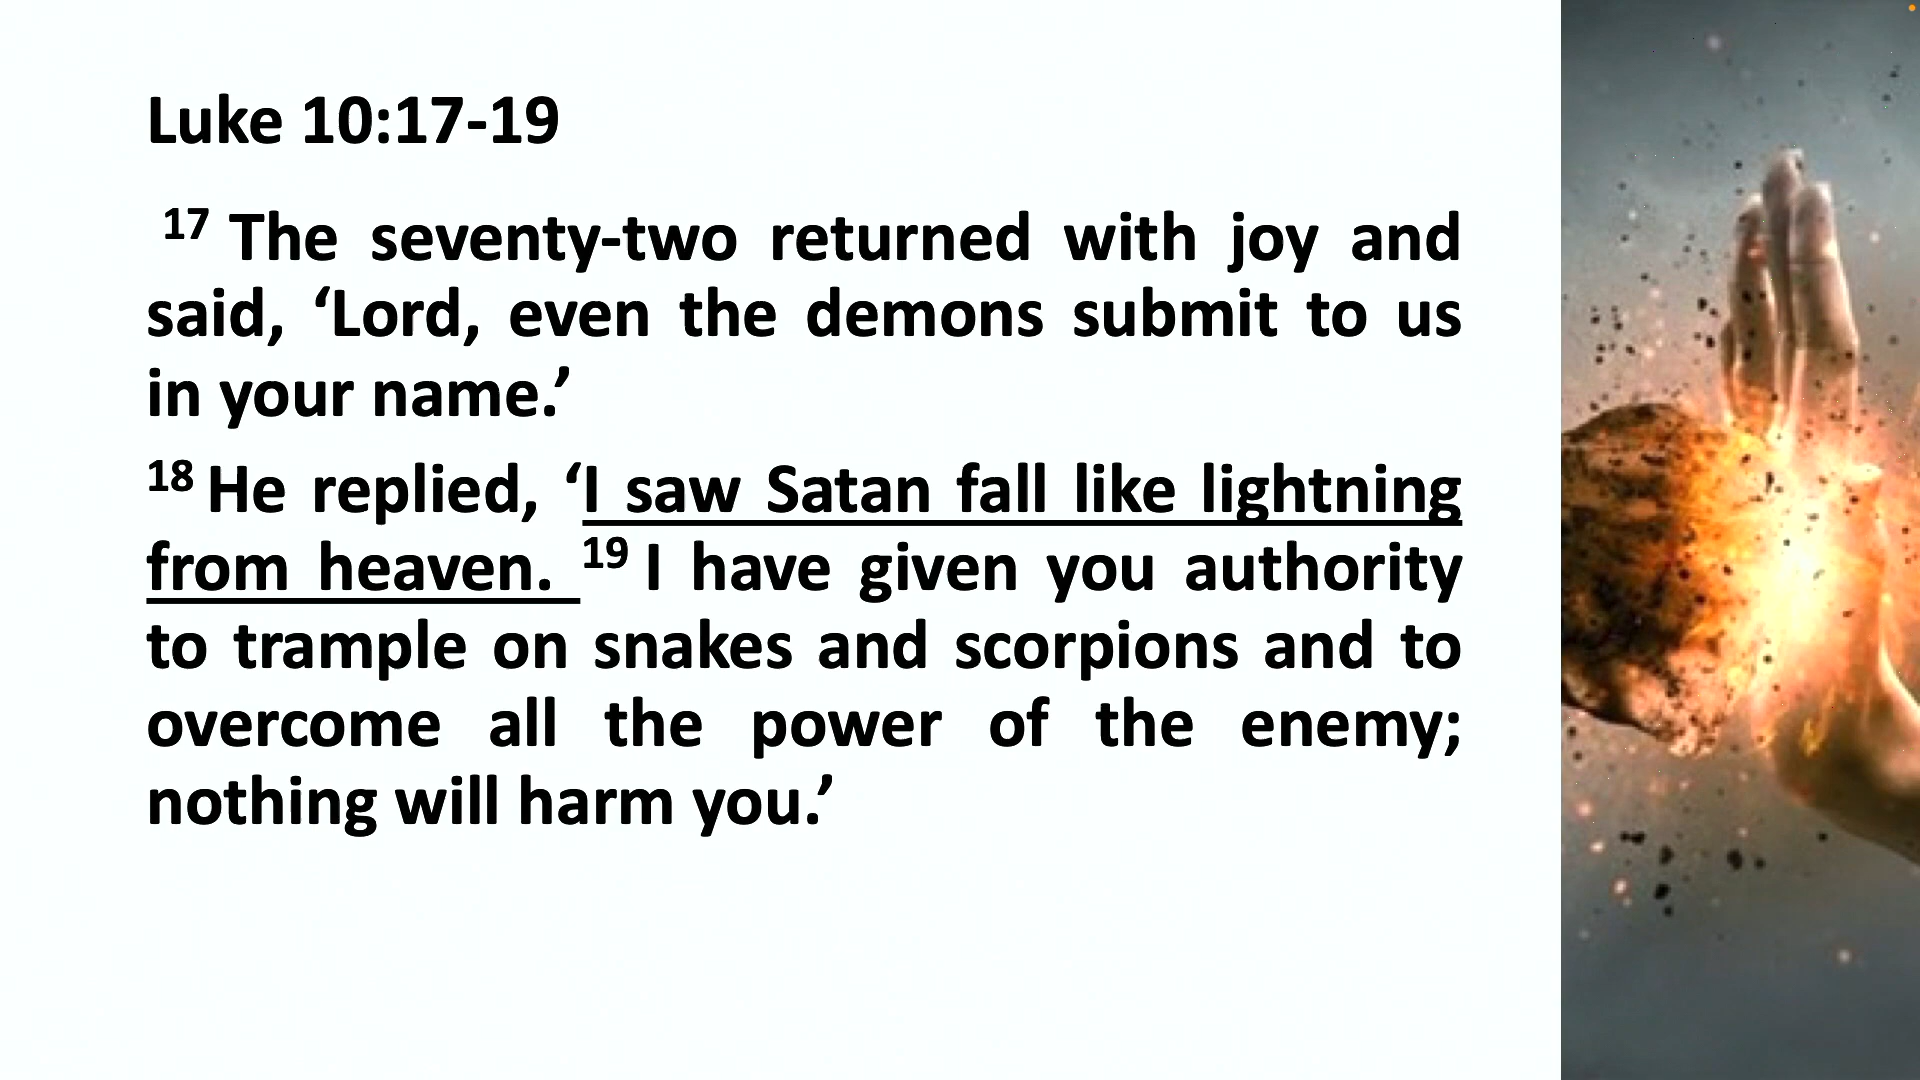 Luke 10:17-19
17 The seventy-two returned with joy and
said, ‘Lord, even the demons submit to us
in your name.’
18 He replied, ‘I saw Satan fall like lightning
from heaven. 19 I have given you authority
to trample on snakes and scorpions and to
overcome all the power of the enemy;
nothing will harm you.’